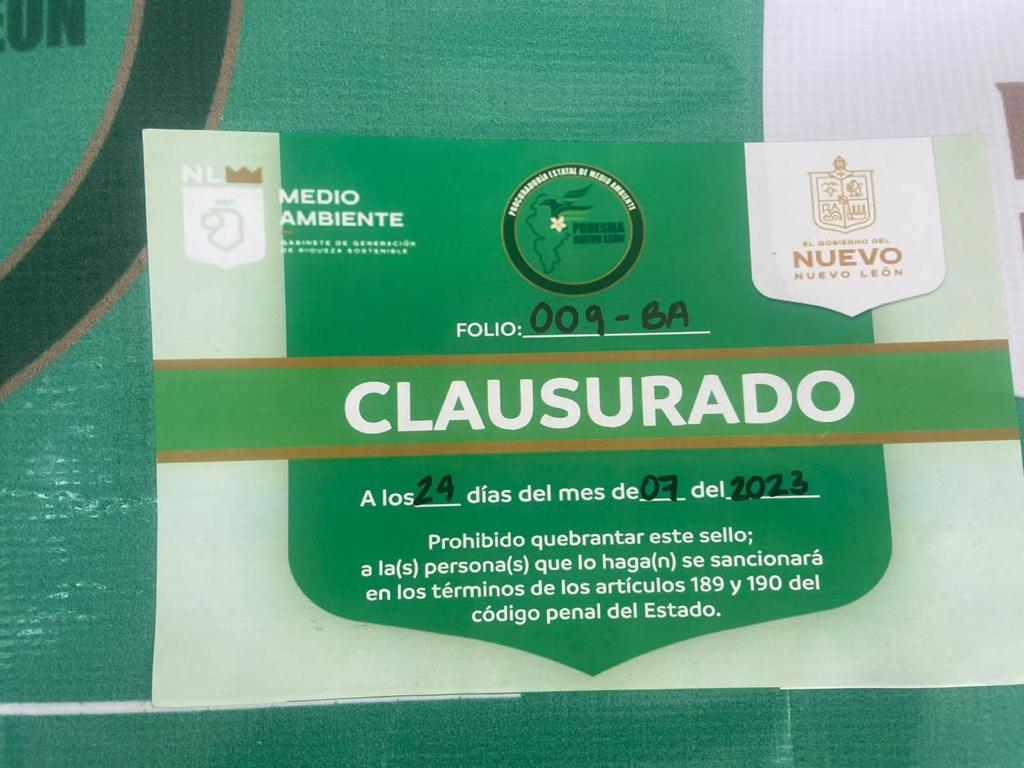 NL
MEDIO
AMBIENTE
GABINETE DE GENERACIÓN
DE RIQUEZA SOSTENIBLE
PROCURADURÍA ESTATAL DE MEDIO AMBIENTE
PROESMA
NUEVO LEÓN
EL GOBIERNO DEL
NUEVO
NUEVO LEÓN
FOLIO: 009-BA
CLAUSURADO
A los 24 días del mes de 07 del 2023
Prohibido quebrantar este sello;
a la(s) persona(s) que lo haga(n) se sancionará
en los términos de los artículos 189 y 190 del
código penal del Estado.